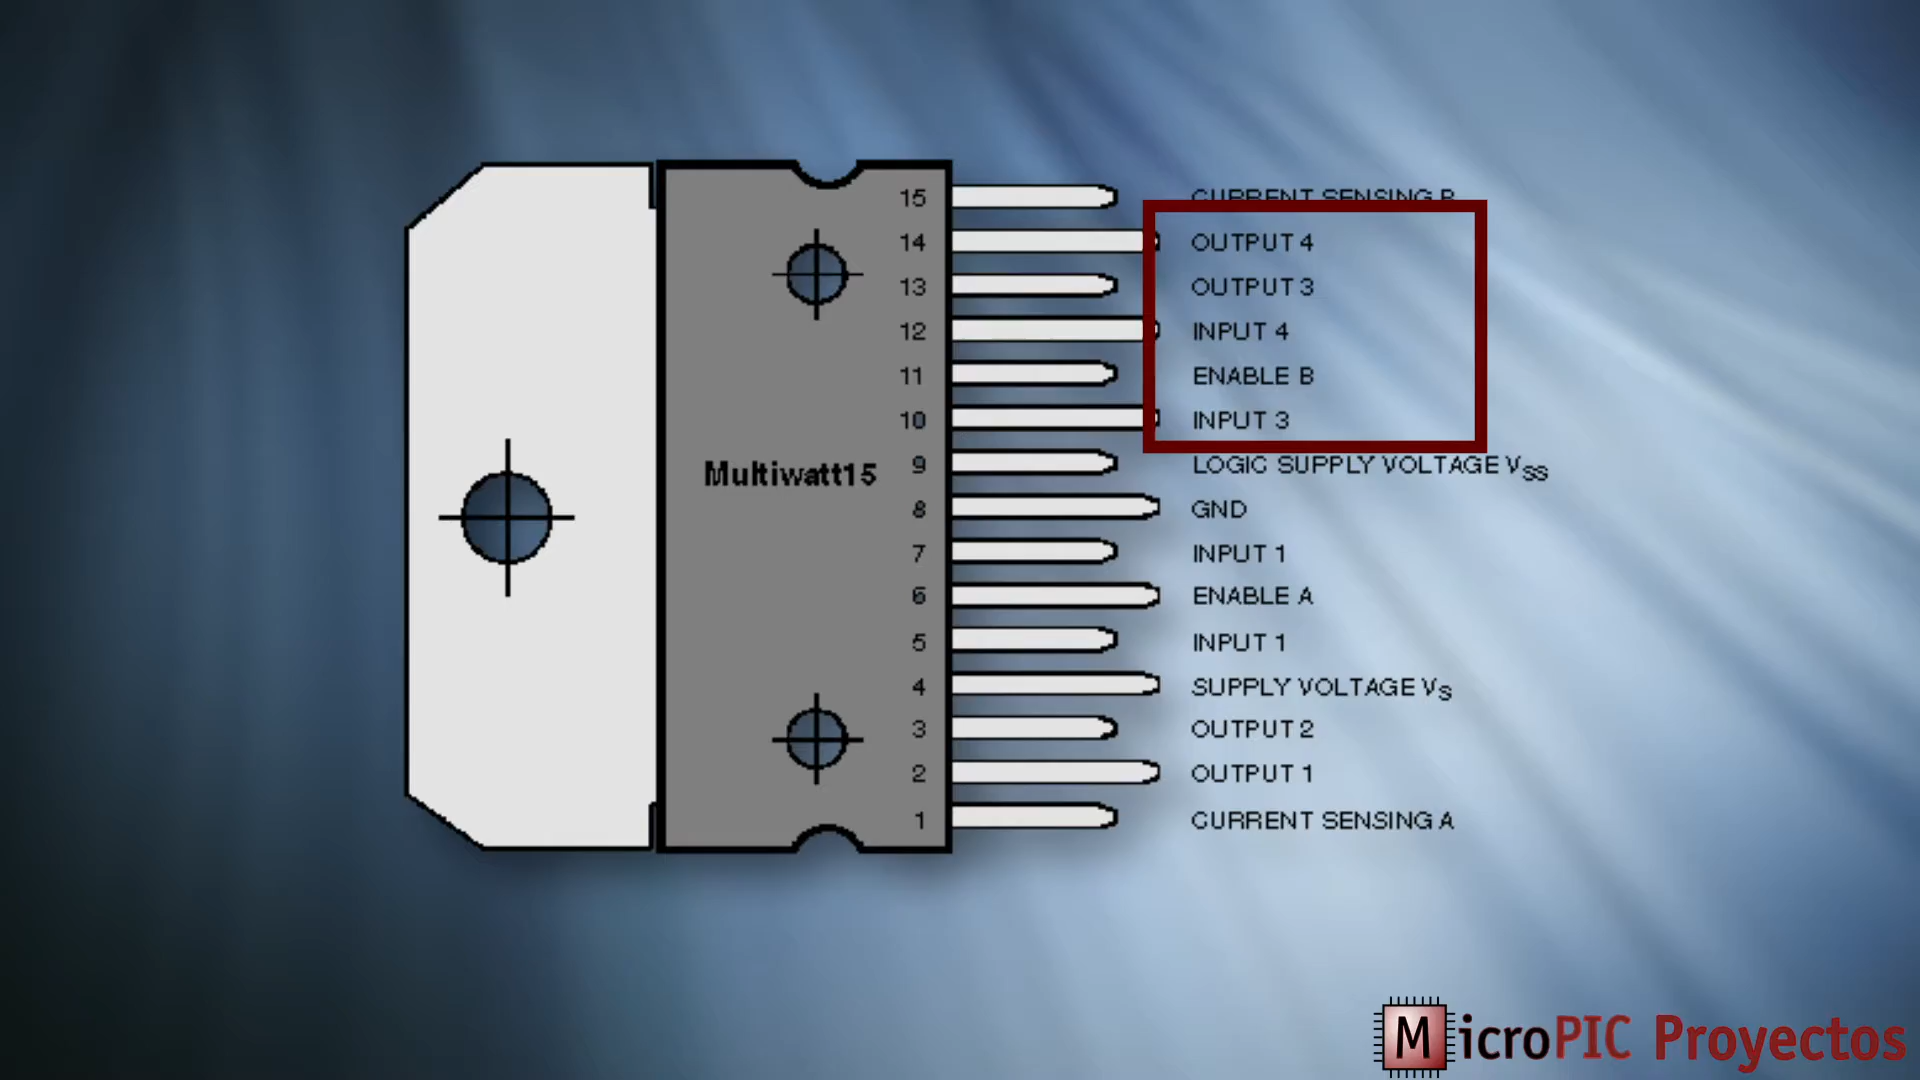 15 CURRENT SENSING B
14 OUTPUT 4
13 OUTPUT 3
12 INPUT 4
11 ENABLE B
10 INPUT 3
Multiwatt15
9 LOGIC SUPPLY VOLTAGE VSS
8 GND
7 INPUT 1
6 ENABLE A
5 INPUT 1
4 SUPPLY VOLTAGE VS
3 OUTPUT 2
2 OUTPUT 1
1 CURRENT SENSING A
MicroPIC Proyectos